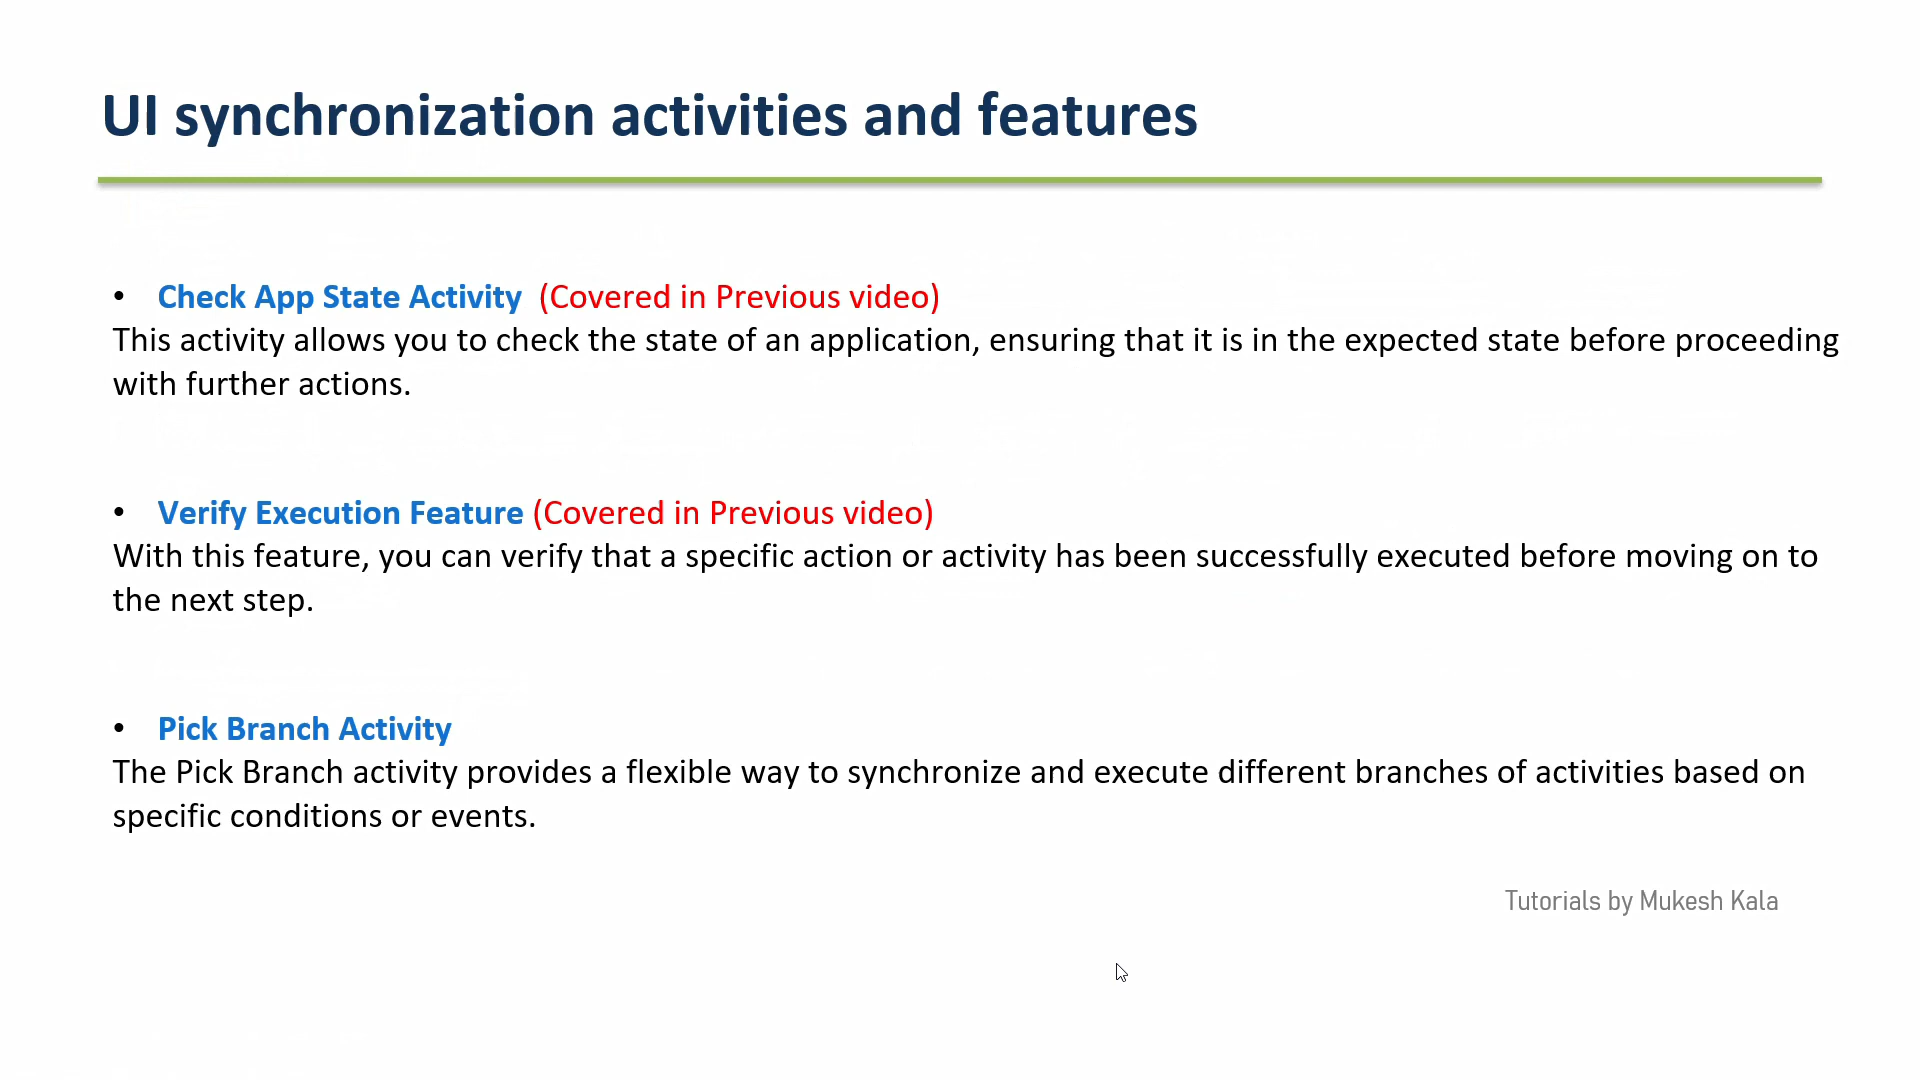 UI synchronization activities and features
• Check App State Activity (Covered in Previous video)
This activity allows you to check the state of an application, ensuring that it is in the expected state before proceeding
with further actions.
• Verify Execution Feature (Covered in Previous video)
With this feature, you can verify that a specific action or activity has been successfully executed before moving on to
the next step.
• Pick Branch Activity
The Pick Branch activity provides a flexible way to synchronize and execute different branches of activities based on
specific conditions or events.
Tutorials by Mukesh Kala